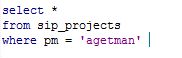 select *
from sip_projects
where pm = 'agetman'